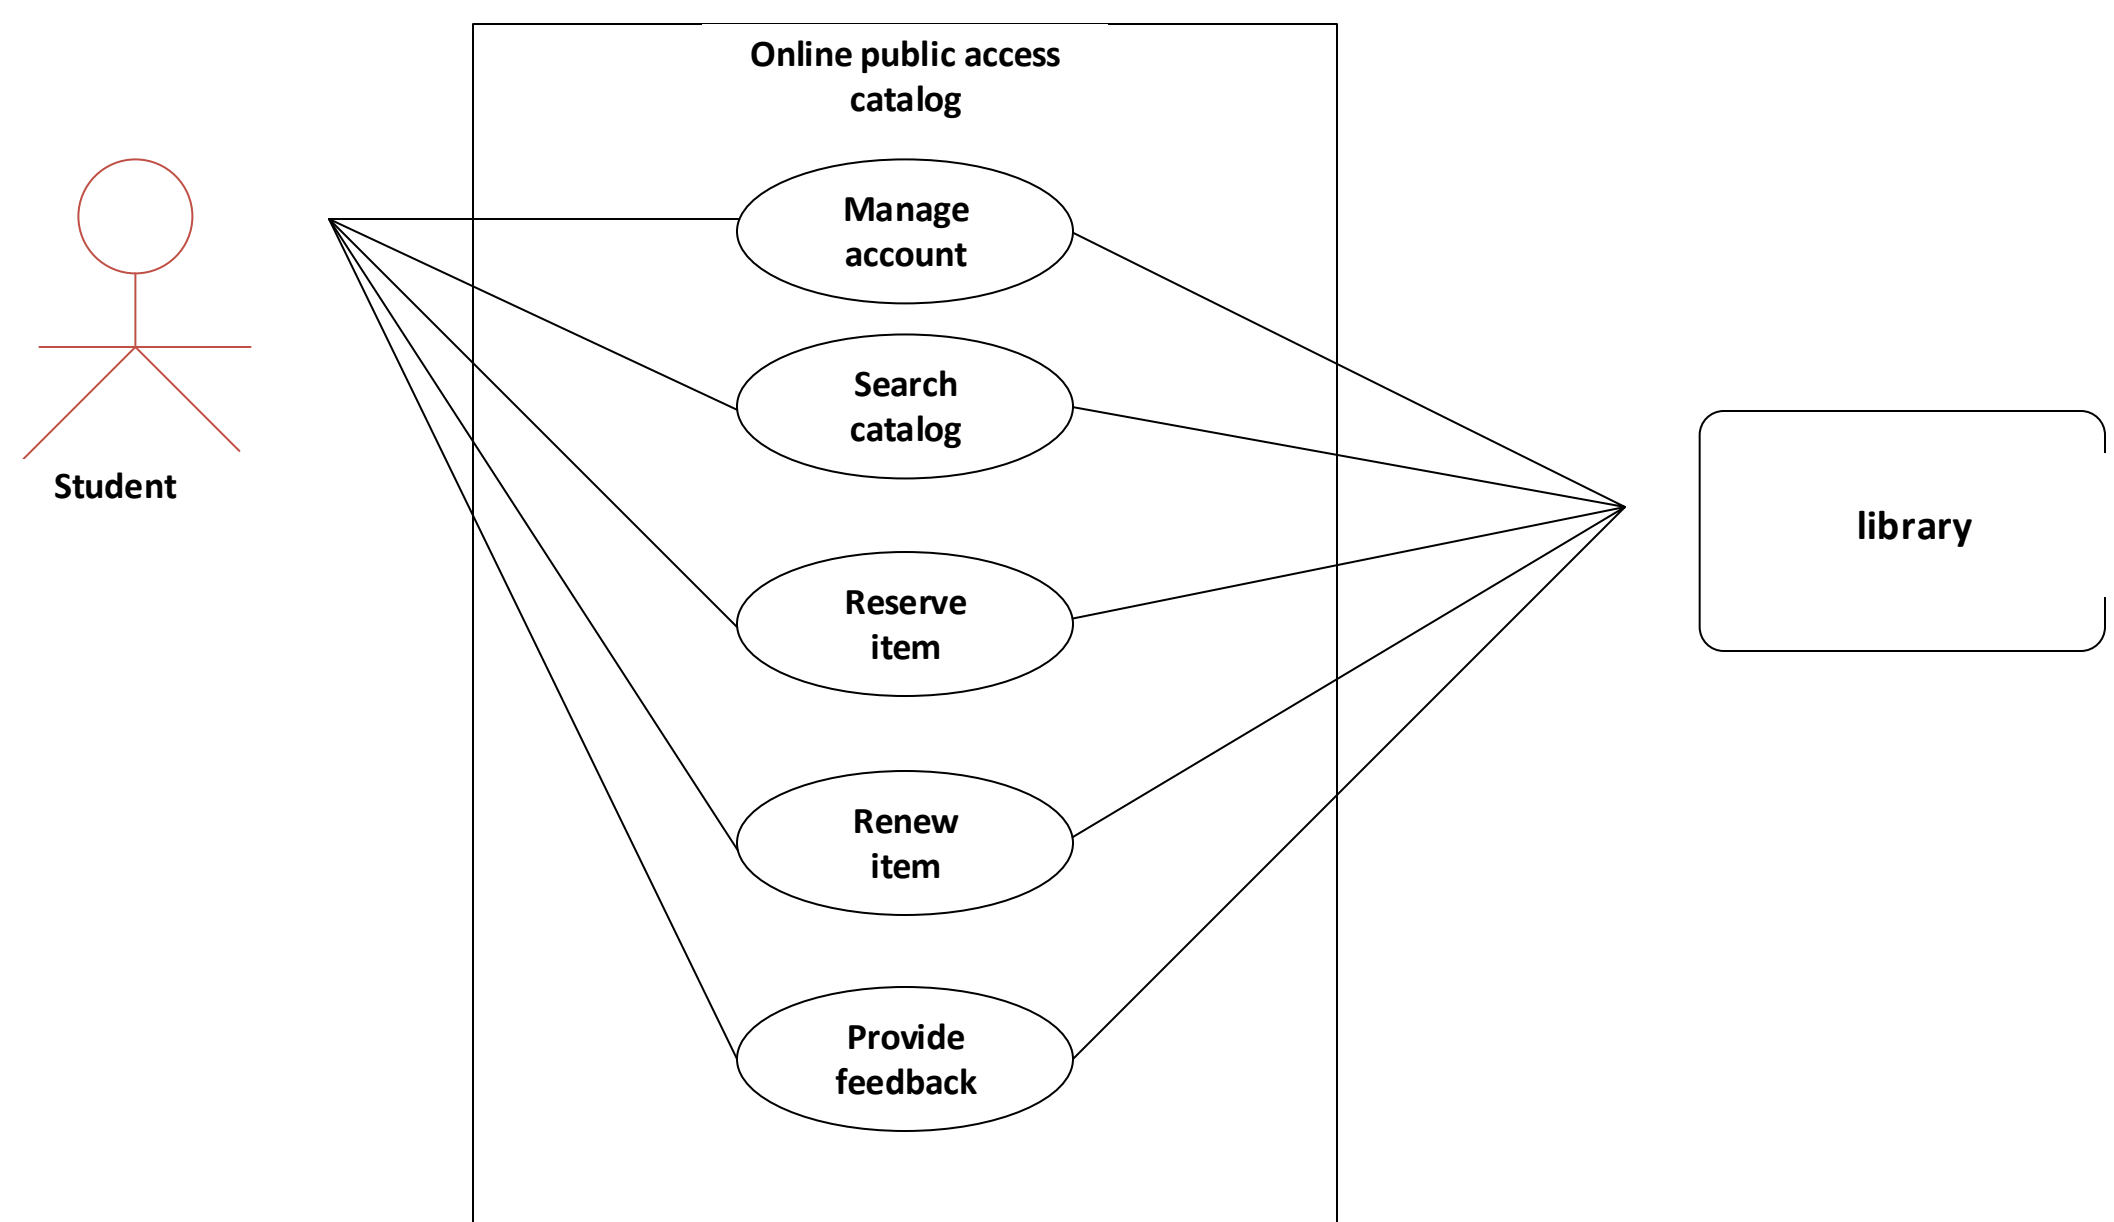 Online public access
catalog
Manage
account
Search
catalog
Student
library
Reserve
item
Renew
item
Provide
feedback